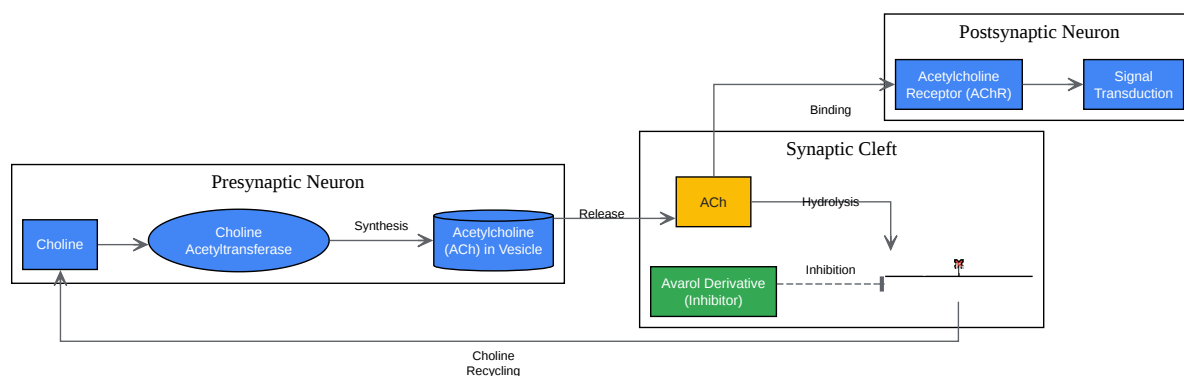 Postsynaptic Neuron
Acetylcholine
Receptor (AChR)
Signal
Transduction
Binding
Synaptic Cleft
Presynaptic Neuron
ACh
Hydrolysis
Release
Choline
Choline
Acetyltransferase
Synthesis
Acetylcholine
(ACh) in Vesicle
Avarol Derivative
(Inhibitor)
Inhibition
Choline
Recycling